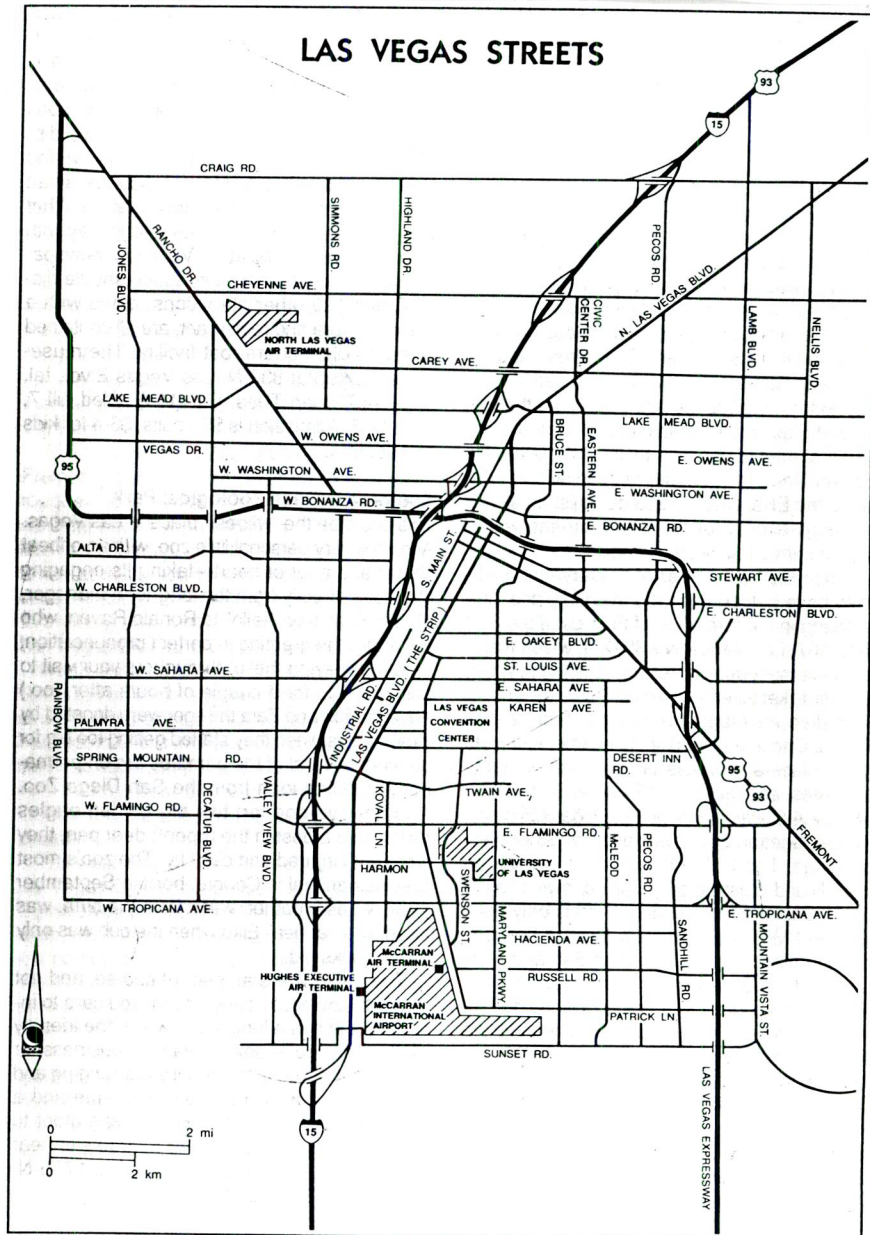 LAS VEGAS STREETS
93
15
CRAIG RD.
SIMMONS RD.
HIGHLAND DR.
PECOS RD.
JONES BLVD.
RANCHO DR.
CHEYENNE AVE.
CIVIC
CENTER DR.
N. LAS VEGAS BLVD.
LAMB BLVD.
NELLIS BLVD.
NORTH LAS VEGAS
AIR TERMINAL
CAREY AVE.
LAKE MEAD BLVD.
LAKE MEAD BLVD.
BRUCE ST.
EASTERN AVE.
W. OWENS AVE.
VEGAS DR.
E. OWENS AVE.
W. WASHINGTON AVE.
95
W. BONANZA RD.
E. WASHINGTON AVE.
E. BONANZA RD.
ALTA DR.
S. MAIN ST.
STEWART AVE.
W. CHARLESTON BLVD.
E. CHARLESTON BLVD.
E. OAKEY BLVD.
ST. LOUIS AVE.
W. SAHARA AVE.
E. SAHARA AVE.
RAINBOW BLVD.
INDUSTRIAL RD.
LAS VEGAS BLVD. (THE STRIP)
LAS VEGAS
CONVENTION
CENTER
KAREN AVE.
PALMYRA AVE.
SPRING MOUNTAIN RD.
DESERT INN
RD.
95
93
DECATUR BLVD.
VALLEY VIEW BLVD.
KOVAL LN.
TWAIN AVE.
W. FLAMINGO RD.
E. FLAMINGO RD.
FREMONT
UNIVERSITY
OF LAS VEGAS
McLEOD
PECOS RD
HARMON
SWENSON ST.
W. TROPICANA AVE.
E. TROPICANA AVE.
MARYLAND PKWY.
HACIENDA AVE.
SANDHILL RD.
MOUNTAIN VISTA ST.
McCARRAN
AIR TERMINAL
RUSSELL RD.
HUGHES EXECUTIVE
AIR TERMINAL
McCARRAN
INTERNATIONAL
AIRPORT
PATRICK LN
SUNSET RD.
LAS VEGAS EXPRESSWAY
15
0 2 mi
0 2 km